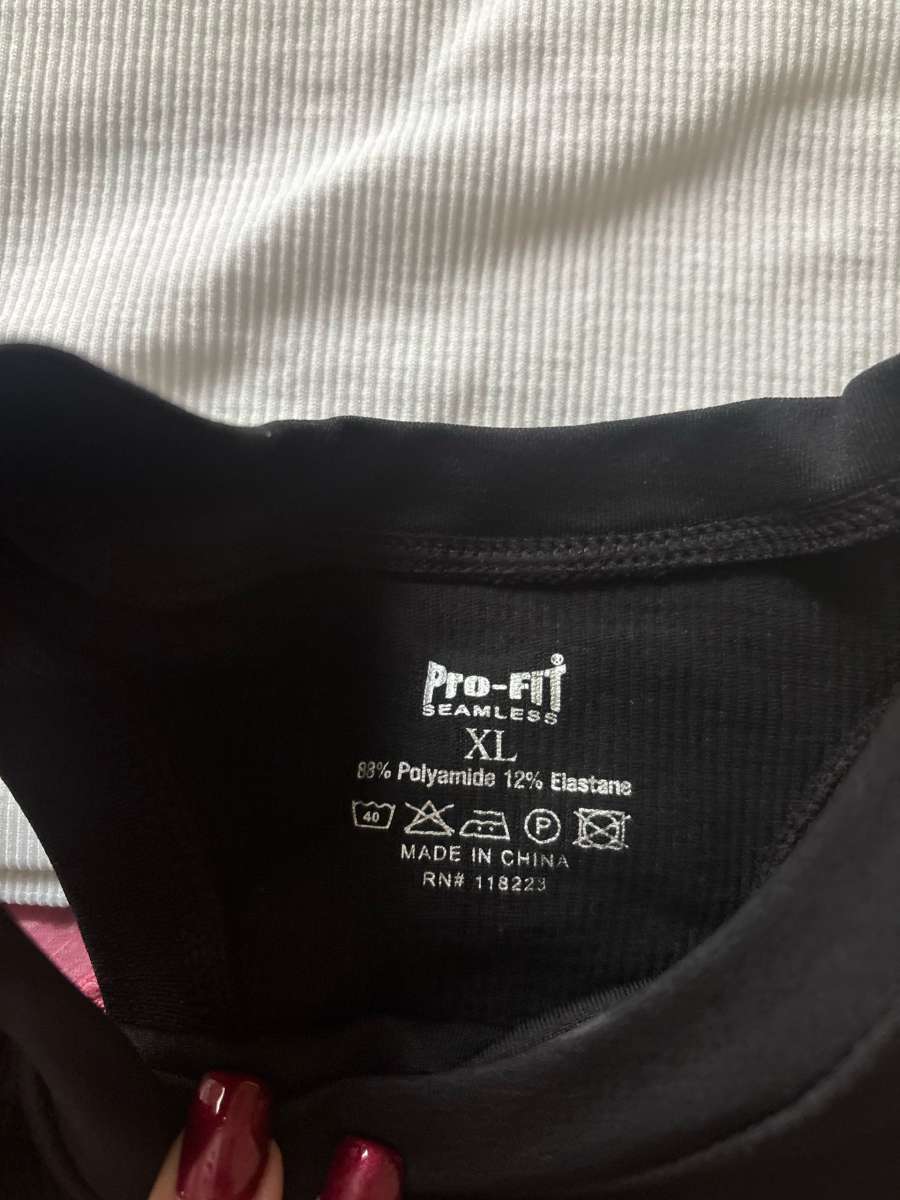 Pro-Fit®
SEAMLESS
XL
88% Polyamide 12% Elastane
40 P
MADE IN CHINA
RN# 118223